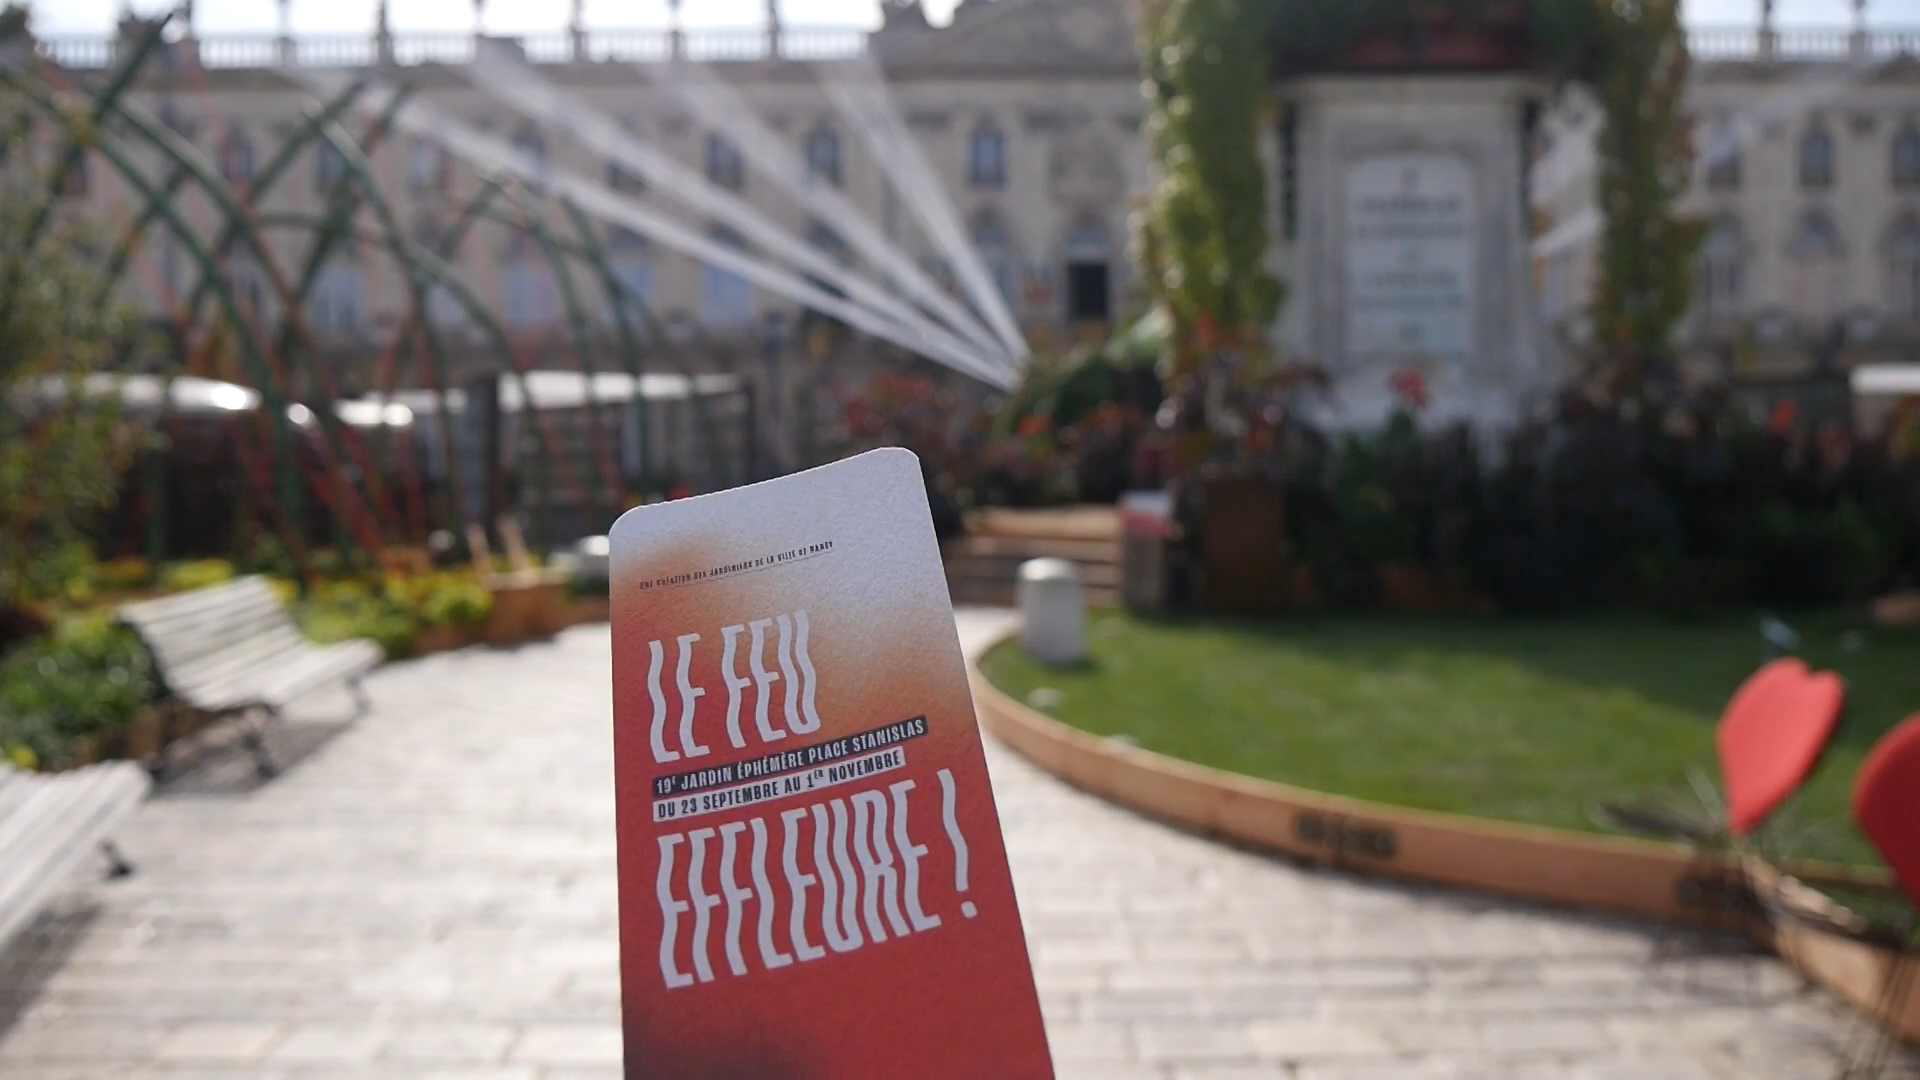 UNE CRÉATION DES JARDINIERS DE LA VILLE DE NANCY
LE FEU
19E JARDIN ÉPHÉMÈRE PLACE STANISLAS
DU 23 SEPTEMBRE AU 1ER NOVEMBRE
EFFLEURE !